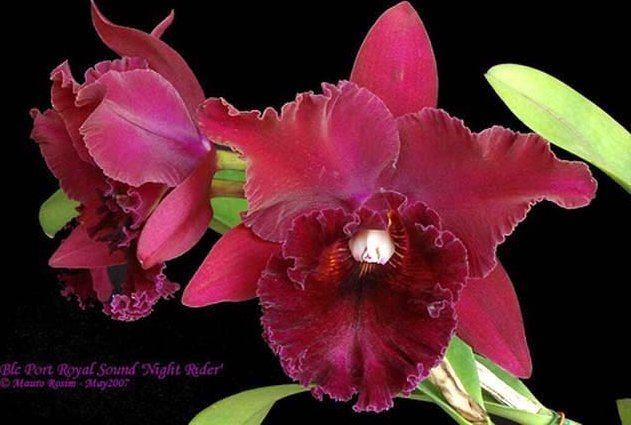 Blc Port Royal Sound 'Night Rider'
© Mauro Rosim - May2007